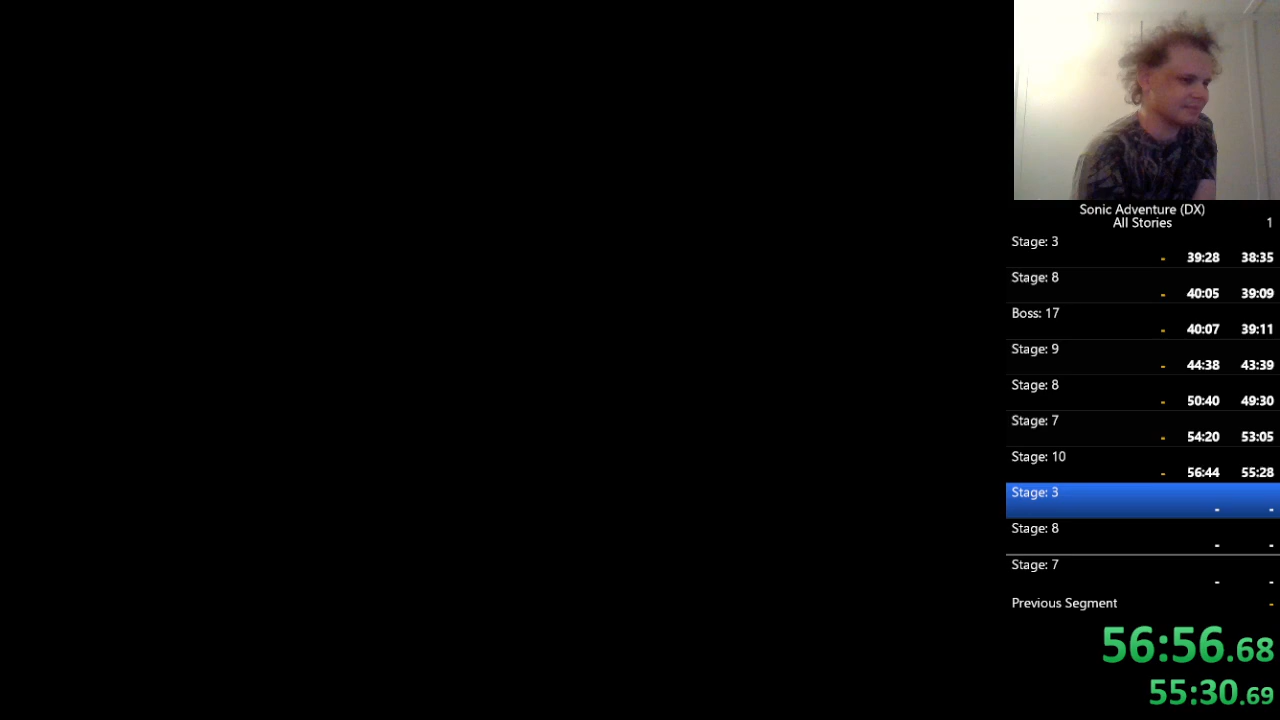 Sonic Adventure (DX)
All Stories 1
Stage: 3
- 39:28 38:35
Stage: 8
- 40:05 39:09
Boss: 17
- 40:07 39:11
Stage: 9
- 44:38 43:39
Stage: 8
- 50:40 49:30
Stage: 7
- 54:20 53:05
Stage: 10
- 56:44 55:28
Stage: 3
- -
Stage: 8
- -
Stage: 7
- -
Previous Segment -
56:56.68
55:30.69